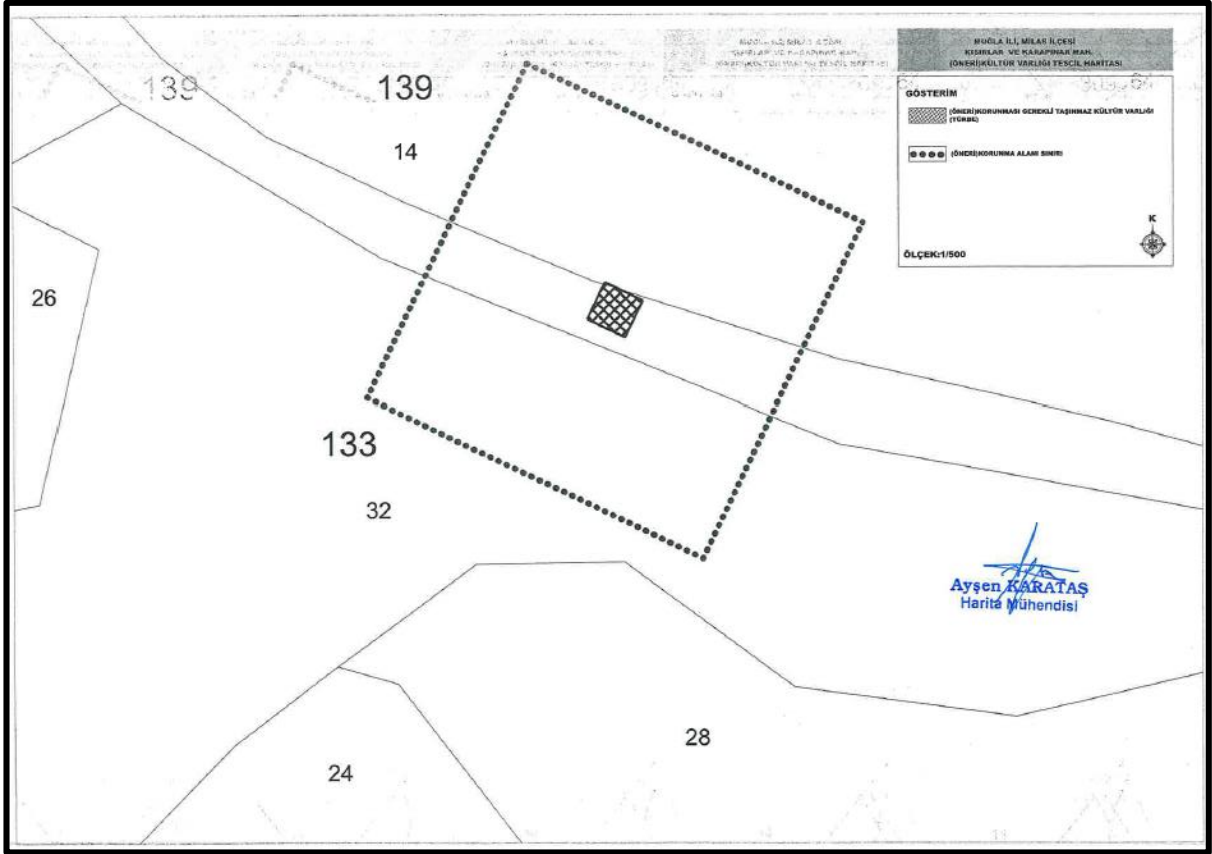 MUĞLA İLİ, MİLAS İLÇESİ
KISIRLAR VE KARAPINAR MAH.
(ÖNERİ)KÜLTÜR VARLIĞI TESCİL HARİTASI
139
139
14
GÖSTERİM
(ÖNERİ)KORUNMASI GEREKLİ TAŞINMAZ KÜLTÜR VARLIĞI
(TÜRBE)
(ÖNERİ)KORUNMA ALANI SINIRI
K
ÖLÇEK:1/500
26
133
32
Ayşen KARATAŞ
Harita Mühendisi
28
24